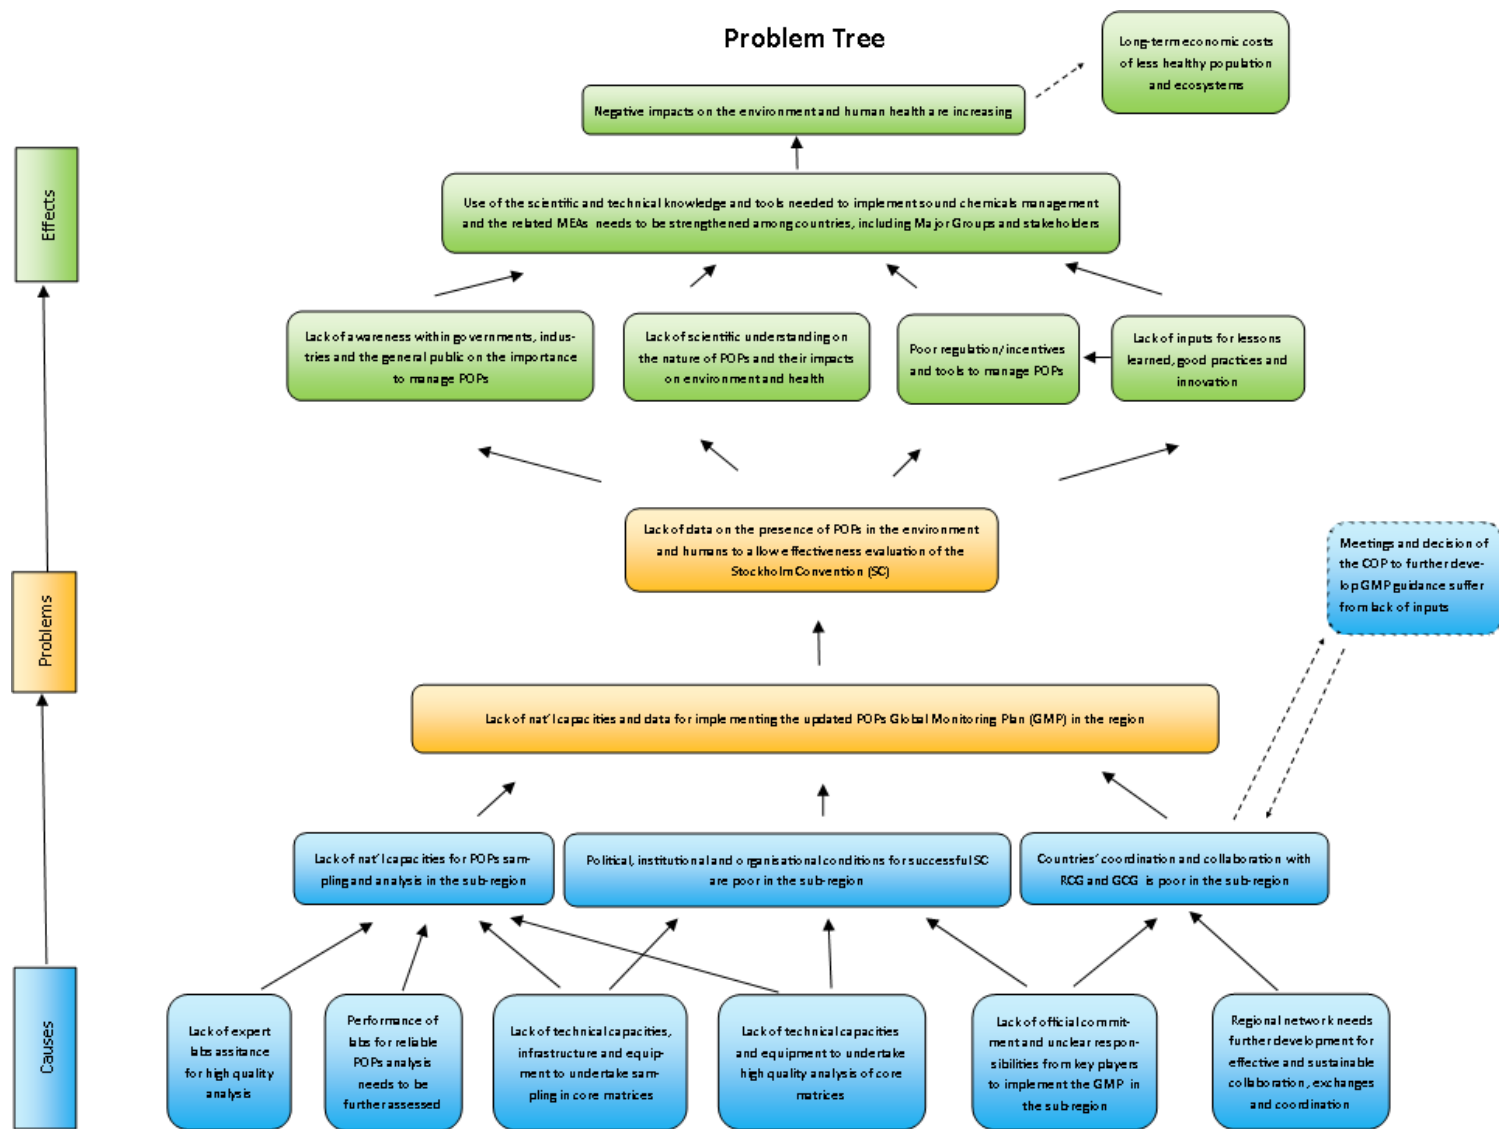 Problem Tree
Long-term economic costs
of less healthy population
and ecosystems
Negative impacts on the environment and human health are increasing
Effects
Use of the scientific and technical knowledge and tools needed to implement sound chemicals management
and the related MEAs needs to be strengthened among countries, including Major Groups and stakeholders
Lack of awareness within governments, indus-
tries and the general public on the importance
to manage POPs
Lack of scientific understanding on
the nature of POPs and their impacts
on environment and health
Poor regulation/incentives
and tools to manage POPs
Lack of inputs for lessons
learned, good practices and
innovation
Lack of data on the presence of POPs in the environment
and humans to allow effectiveness evaluation of the
Stockholm Convention (SC)
Meetings and decision of
the COP to further deve-
lop GMP guidance suffer
from lack of inputs
Problems
Lack of nat'l capacities and data for implementing the updated POPs Global Monitoring Plan (GMP) in the region
Lack of nat'l capacities for POPs sam-
pling and analysis in the sub-region
Political, institutional and organisational conditions for successful SC
are poor in the sub-region
Countries' coordination and collaboration with
RCG and GCG is poor in the sub-region
Causes
Lack of expert
labs assitance
for high quality
analysis
Performance of
labs for reliable
POPs analysis
needs to be
further assessed
Lack of technical capacities,
infrastructure and equip-
ment to undertake sam-
pling in core matrices
Lack of technical capacities
and equipment to undertake
high quality analysis of core
matrices
Lack of official commit-
ment and unclear respon-
sibilities from key players
to implement the GMP in
the sub-region
Regional network needs
further development for
effective and sustainable
collaboration, exchanges
and coordination